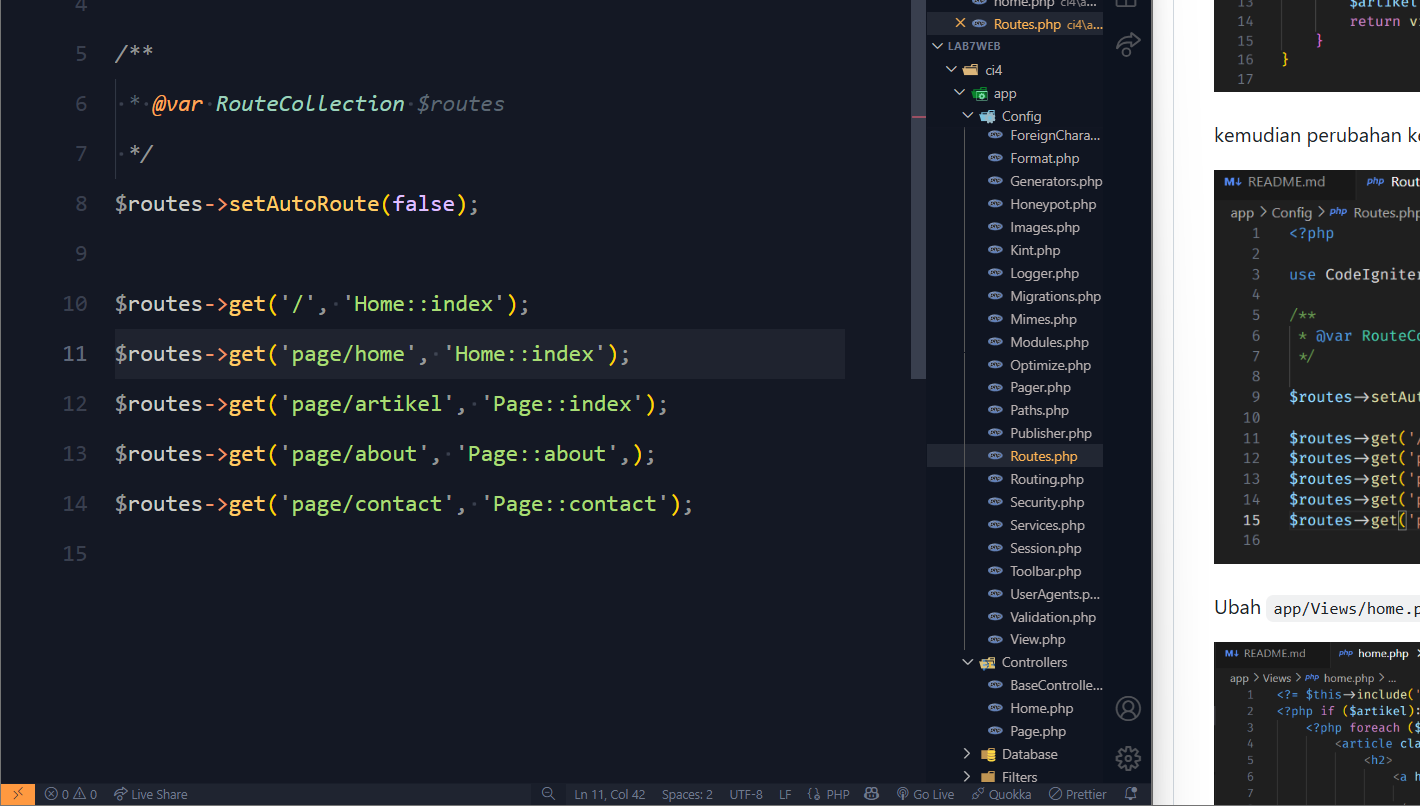 4
5 /**
6  * @var RouteCollection $routes
7  */
8 $routes->setAutoRoute(false);
9
10 $routes->get('/', 'Home::index');
11 $routes->get('page/home', 'Home::index');
12 $routes->get('page/artikel', 'Page::index');
13 $routes->get('page/about', 'Page::about',);
14 $routes->get('page/contact', 'Page::contact');
15
home.php ci4\a...
Routes.php ci4\a...
LAB7WEB
ci4
app
Config
ForeignChara...
Format.php
Generators.php
Honeypot.php
Images.php
Kint.php
Logger.php
Migrations.php
Mimes.php
Modules.php
Optimize.php
Pager.php
Paths.php
Publisher.php
Routes.php
Routing.php
Security.php
Services.php
Session.php
Toolbar.php
UserAgents.p...
Validation.php
View.php
Controllers
BaseControlle...
Home.php
Page.php
Database
Filters
13 $artikel
14 return
15 }
16 }
17
kemudian perubahan
README.md php
app > Config > php Routes.php
1 <?php
2
3 use CodeIgniter
4
5 /**
6 * @var
7 */
8
9
10
11 $routes->get('/
12 $routes->get('p
13 $routes->get('p
14 $routes->get('p
15 $routes->get('p
16
Ubah app/Views/home.p
README.md php home.php
app > Views > php home.php > ...
1 <?= $this->include('
2 <?php if ($artikel):
3 <?php foreach ($
4 <article
5 <h2>
6 <a
7
0 0 Live Share Ln 11, Col 42 Spaces: 2 UTF-8 LF {} PHP Go Live Quokka Prettier